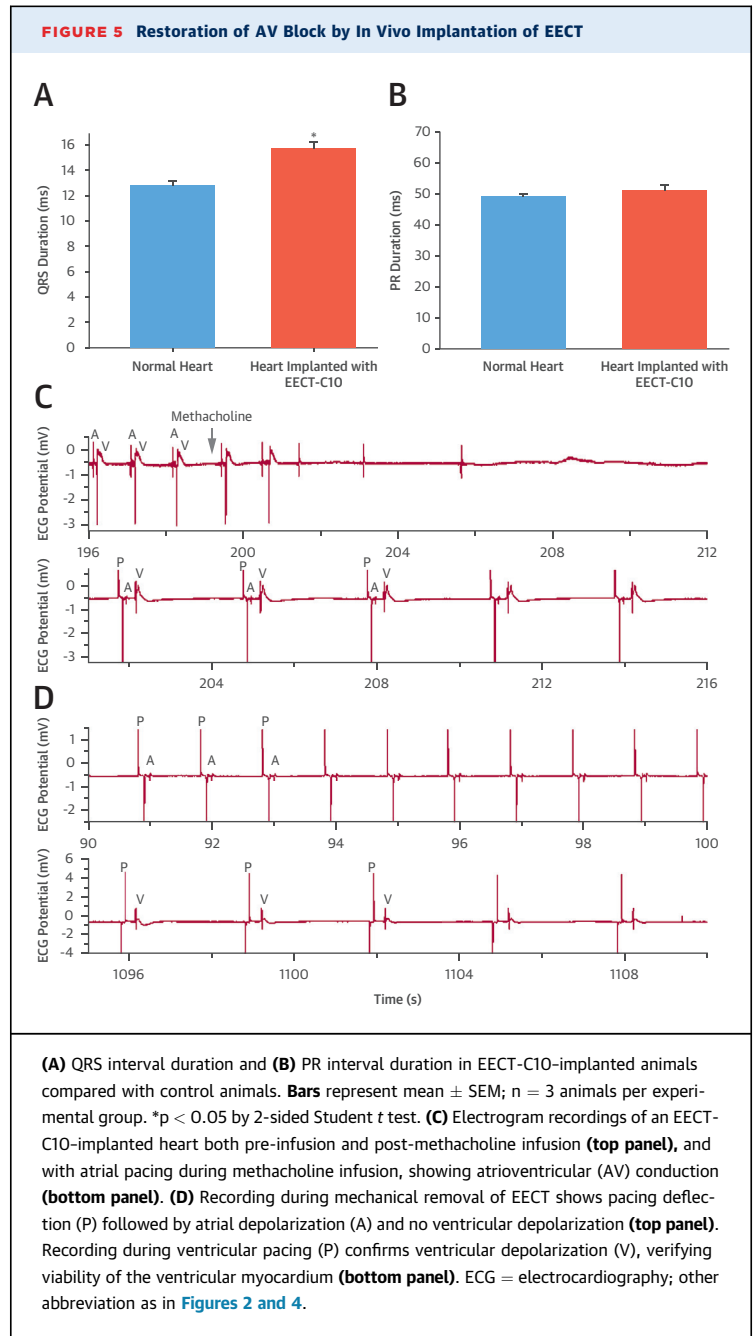 FIGURE 5 Restoration of AV Block by In Vivo Implantation of EECT
A
B
QRS Duration (ms)
16
14
12
10
8
6
4
2
0
*
Normal Heart
Heart Implanted with
EECT-C10
PR Duration (ms)
70
60
50
40
30
20
10
0
Normal Heart
Heart Implanted with
EECT-C10
C
Methacholine
A V A V A V
ECG Potential (mV)
0
-1
-2
-3
196 200 204 208 212
P A V P A V P A V
ECG Potential (mV)
0
-1
-2
-3
204 208 212 216
D
P A P A P A
ECG Potential (mV)
1
0
-1
-2
90 92 94 96 98 100
P V P V P V
ECG Potential (mV)
6
4
2
0
-2
-4
1096 1100 1104 1108
Time (s)
(A) QRS interval duration and (B) PR interval duration in EECT-C10–implanted animals
compared with control animals. Bars represent mean ± SEM; n = 3 animals per experi-
mental group. *p < 0.05 by 2-sided Student t test. (C) Electrogram recordings of an EECT-
C10–implanted heart both pre-infusion and post-methacholine infusion (top panel), and
with atrial pacing during methacholine infusion, showing atrioventricular (AV) conduction
(bottom panel). (D) Recording during mechanical removal of EECT shows pacing deflec-
tion (P) followed by atrial depolarization (A) and no ventricular depolarization (top panel).
Recording during ventricular pacing (P) confirms ventricular depolarization (V), verifying
viability of the ventricular myocardium (bottom panel). ECG = electrocardiography; other
abbreviation as in Figures 2 and 4.